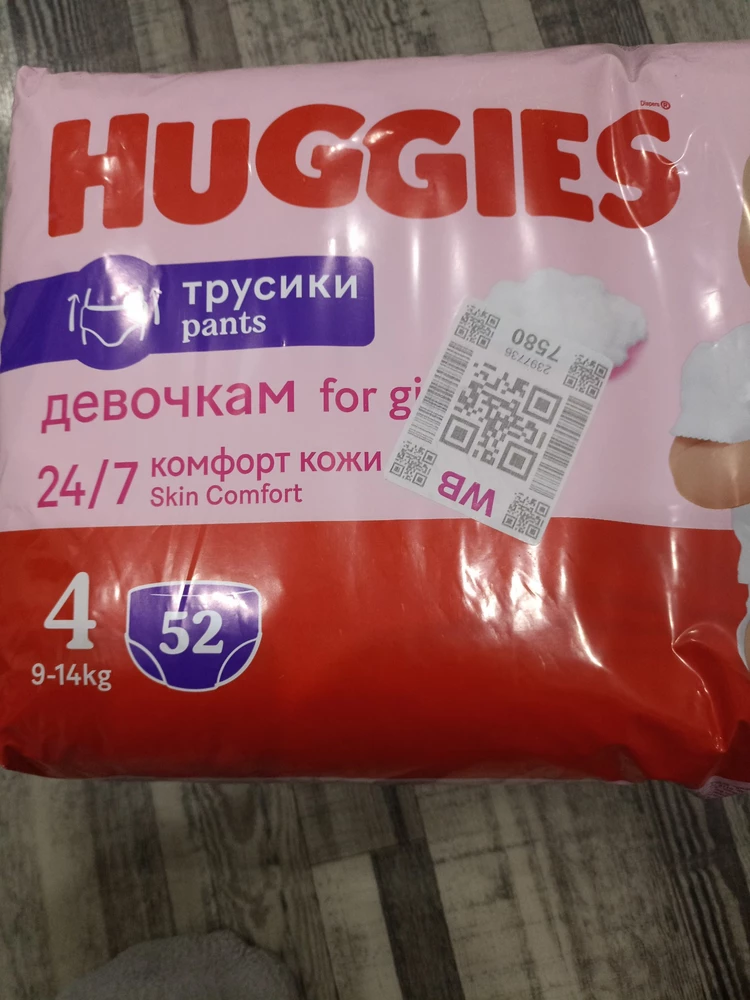 HUGGIES
Diapers ®
трусики
pants
девочкам for gi
24/7 комфорт кожи
Skin Comfort
4
9-14kg
52
2397736
7580
WB